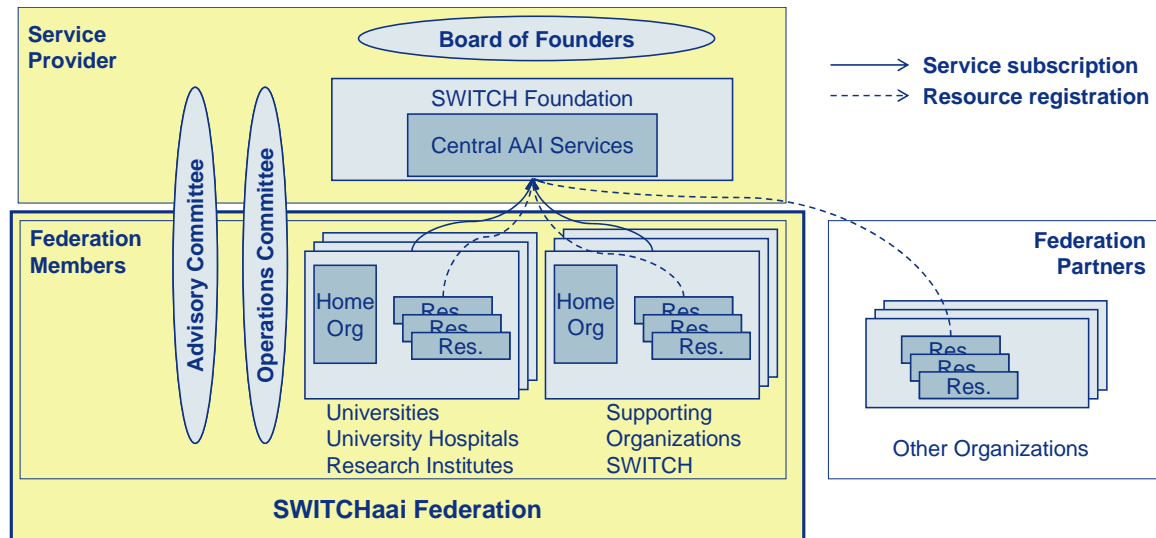 Service
Provider
Board of Founders
SWITCH Foundation
Central AAI Services
Service subscription
Resource registration
Advisory Committee
Operations Committee
Federation
Members
Home
Org
Res.
Res.
Res.
Universities
University Hospitals
Research Institutes
Home
Org
Res.
Res.
Res.
Supporting
Organizations
SWITCH
Federation
Partners
Res.
Res.
Res.
Other Organizations
SWITCHaai Federation